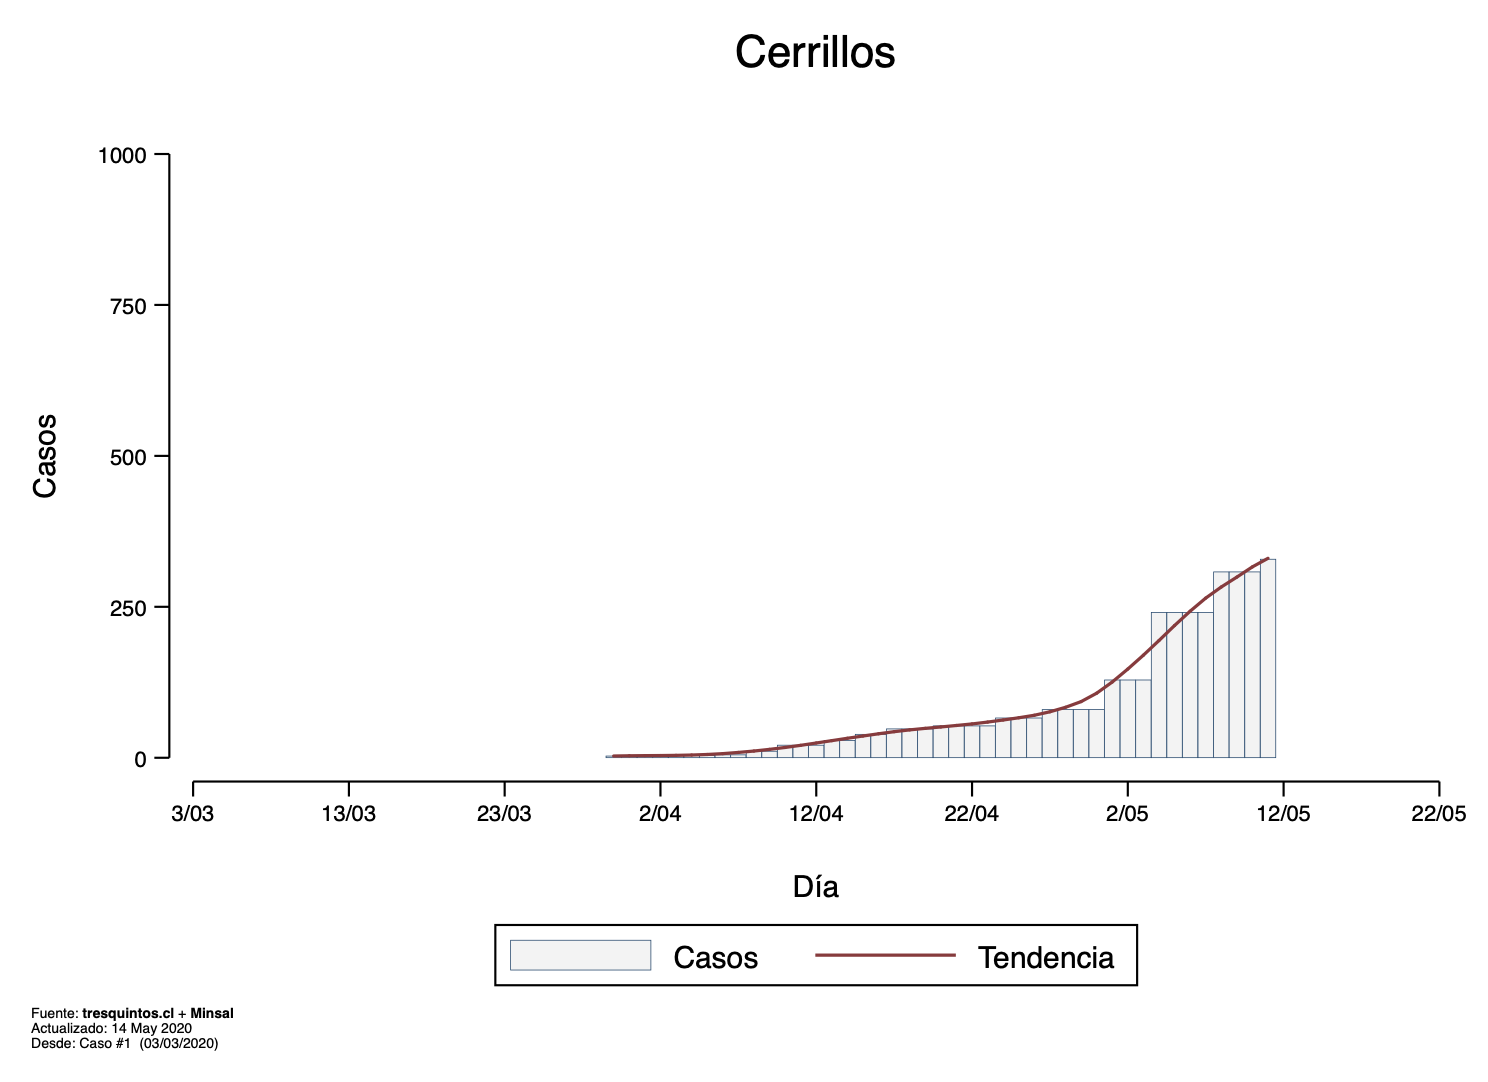 Cerrillos
1000
750
500
250
0
Casos
3/03 13/03 23/03 2/04 12/04 22/04 2/05 12/05 22/05
Día
Casos Tendencia
Fuente: tresquintos.cl + Minsal
Actualizado: 14 May 2020
Desde: Caso #1 (03/03/2020)